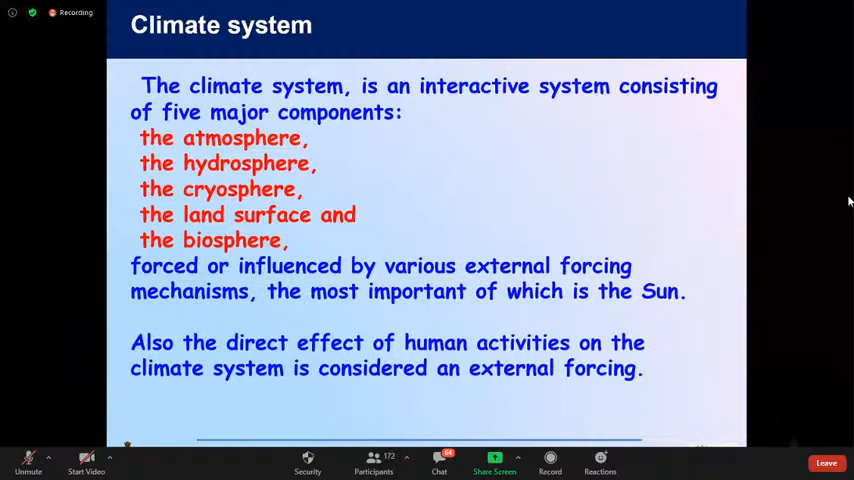 Recording
Climate system
The climate system, is an interactive system consisting
of five major components:
the atmosphere,
the hydrosphere,
the cryosphere,
the land surface and
the biosphere,
forced or influenced by various external forcing
mechanisms, the most important of which is the Sun.
Also the direct effect of human activities on the
climate system is considered an external forcing.
Unmute
Start Video
Security
Participants
172
Chat
64
Share Screen
Record
Reactions
Leave